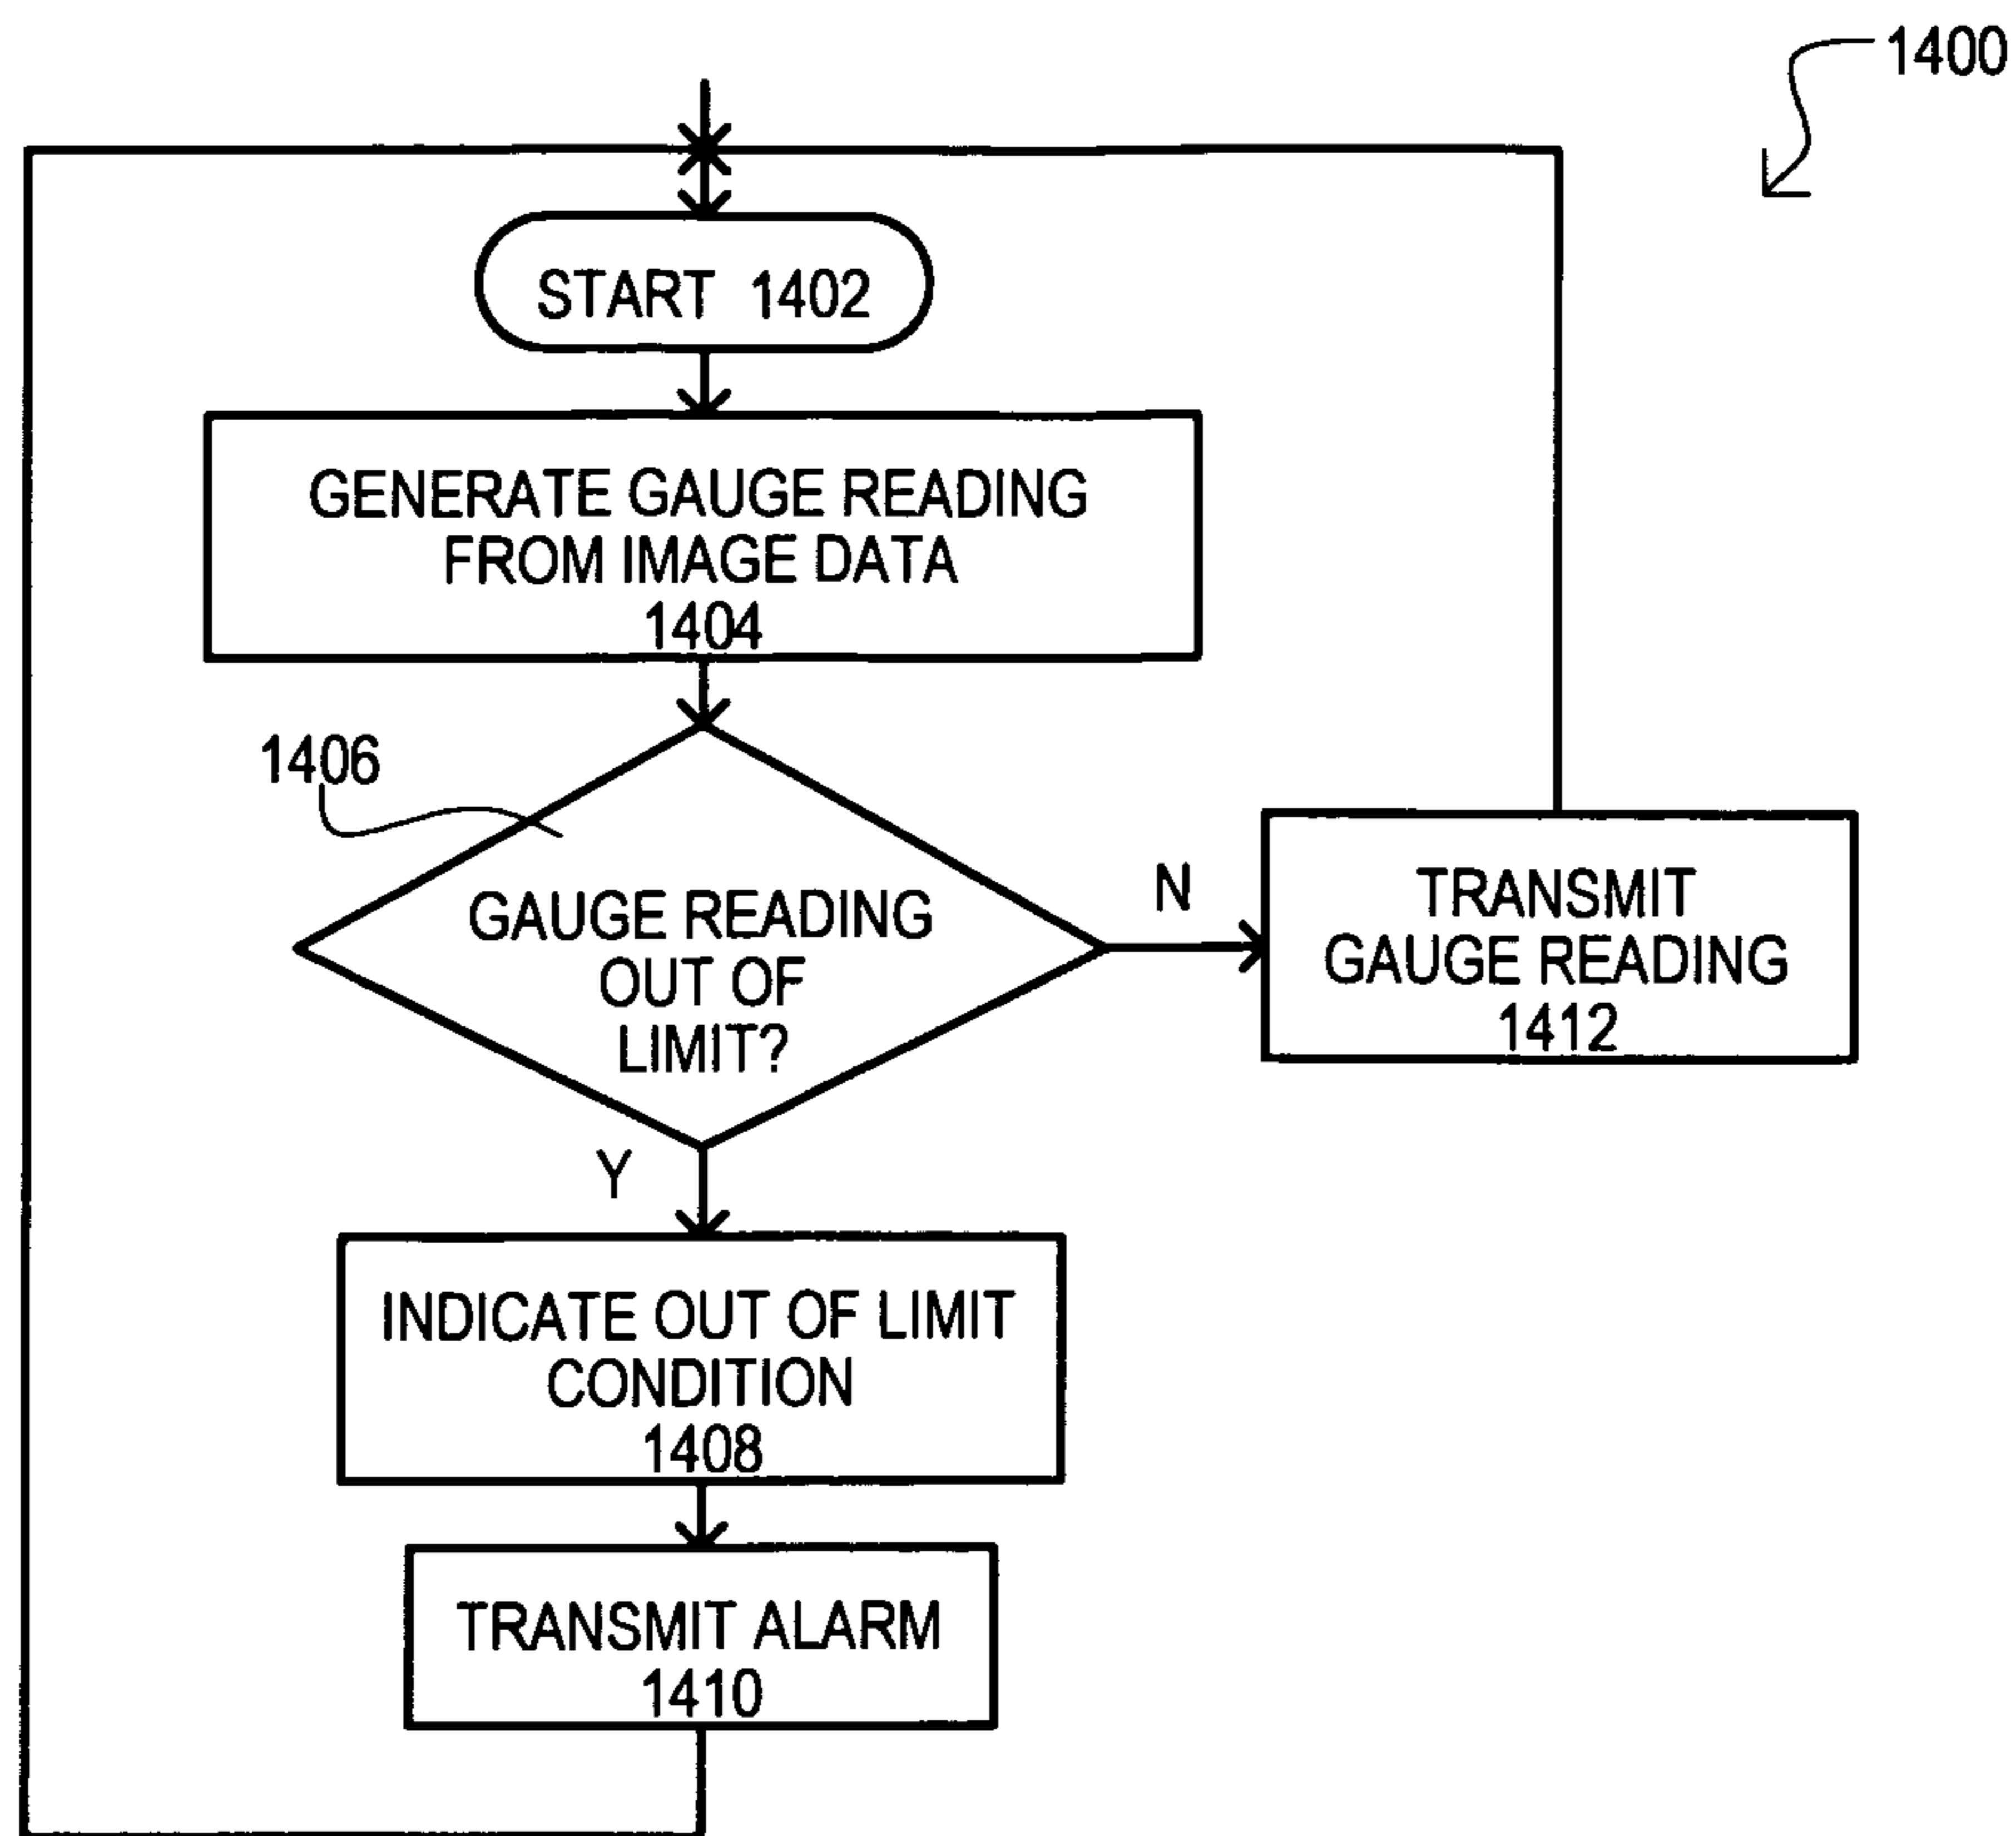 1400
START 1402
GENERATE GAUGE READING
FROM IMAGE DATA
1404
1406
GAUGE READING
OUT OF
LIMIT?
N
TRANSMIT
GAUGE READING
1412
Y
INDICATE OUT OF LIMIT
CONDITION
1408
TRANSMIT ALARM
1410